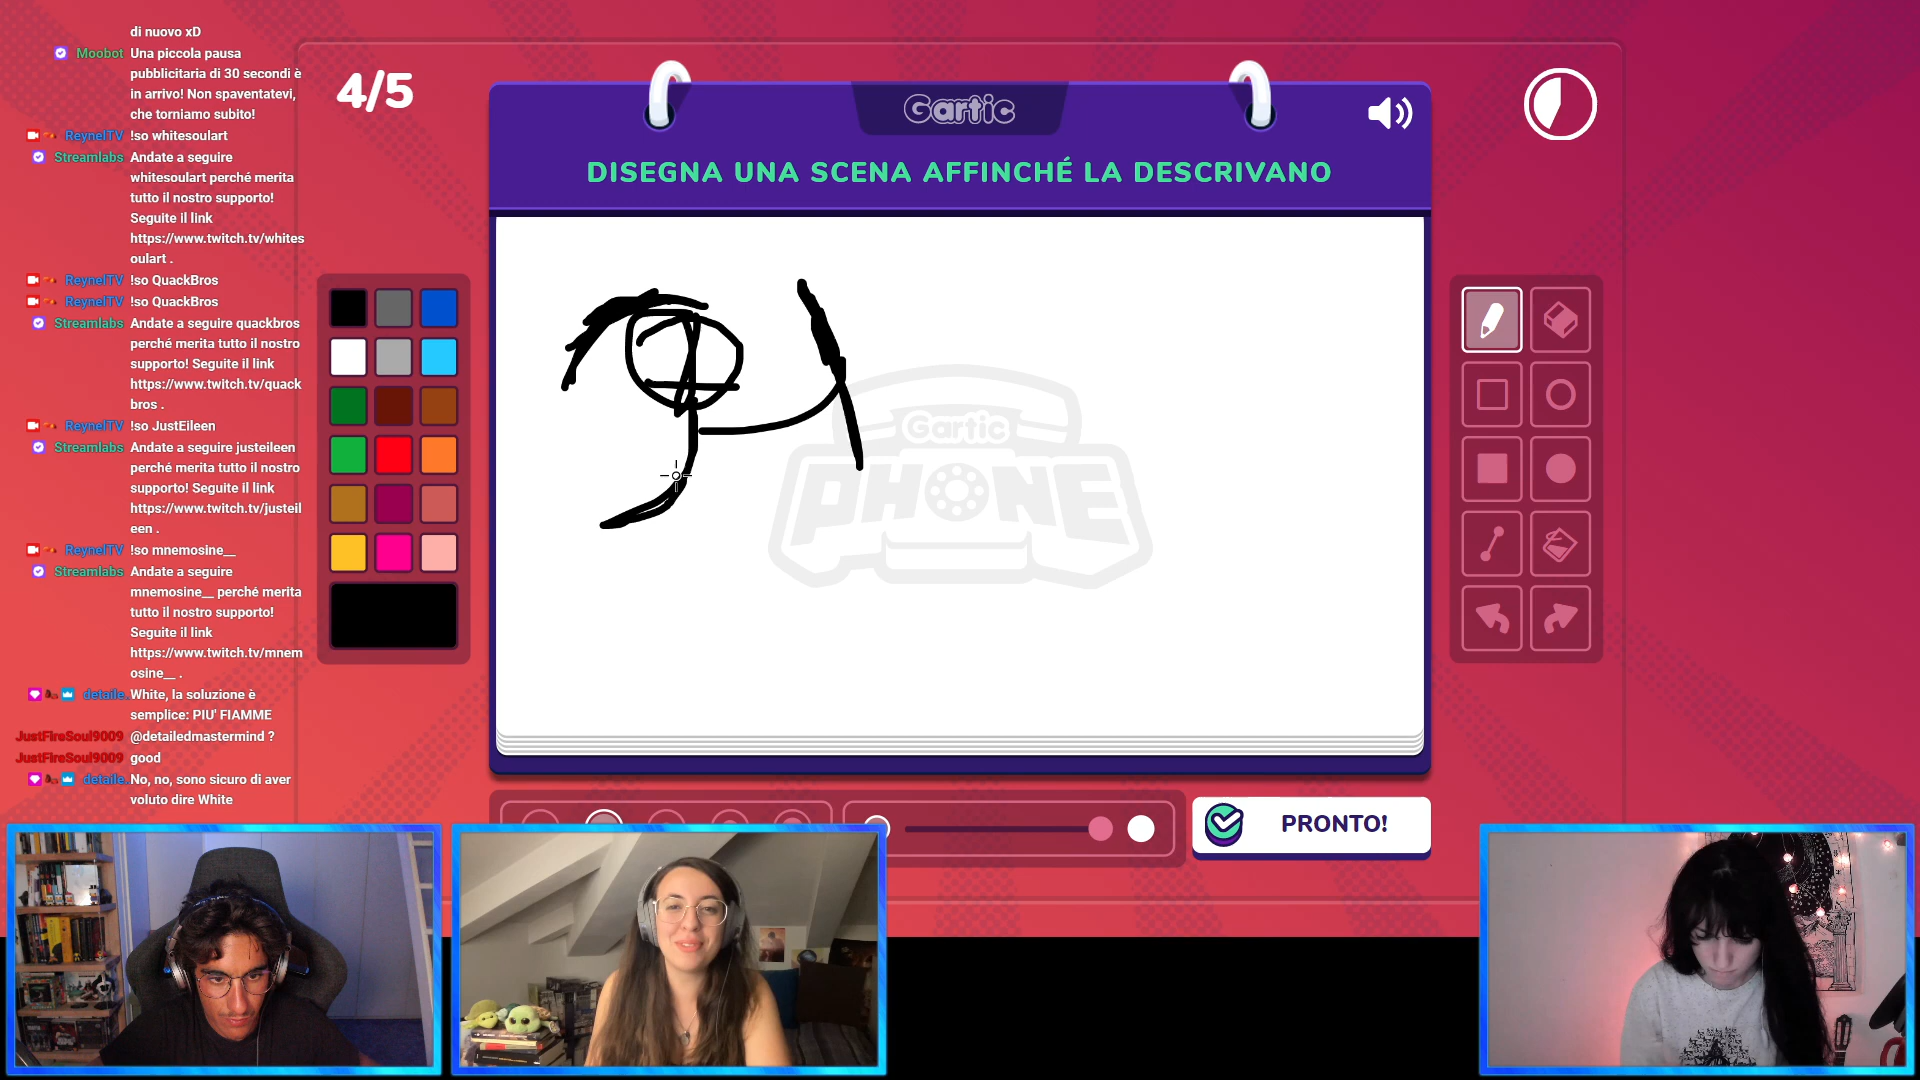 di nuovo xD
Moobot Una piccola pausa
pubblicitaria di 30 secondi è
in arrivo! Non spaventatevi,
che torniamo subito!
ReynelTV !so whitesoulart
Streamlabs Andate a seguire
whitesoulart perché merita
tutto il nostro supporto!
Seguite il link
https://www.twitch.tv/whites
oulart .
ReynelTV !so QuackBros
ReynelTV !so QuackBros
Streamlabs Andate a seguire quackbros
perché merita tutto il nostro
supporto! Seguite il link
https://www.twitch.tv/quack
bros .
ReynelTV !so JustEileen
Streamlabs Andate a seguire justeileen
perché merita tutto il nostro
supporto! Seguite il link
https://www.twitch.tv/justeil
een .
ReynelTV !so mnemosine__
Streamlabs Andate a seguire
mnemosine__ perché merita
tutto il nostro supporto!
Seguite il link
https://www.twitch.tv/mnem
osine__ .
detaile. White, la soluzione è
semplice: PIU' FIAMME
JustFireSoul9009 @detailedmastermind ?
JustFireSoul9009 good
detaile. No, no, sono sicuro di aver
voluto dire White
4/5
Gartic
DISEGNA UNA SCENA AFFINCHÉ LA DESCRIVANO
Gartic
PHONE
PRONTO!